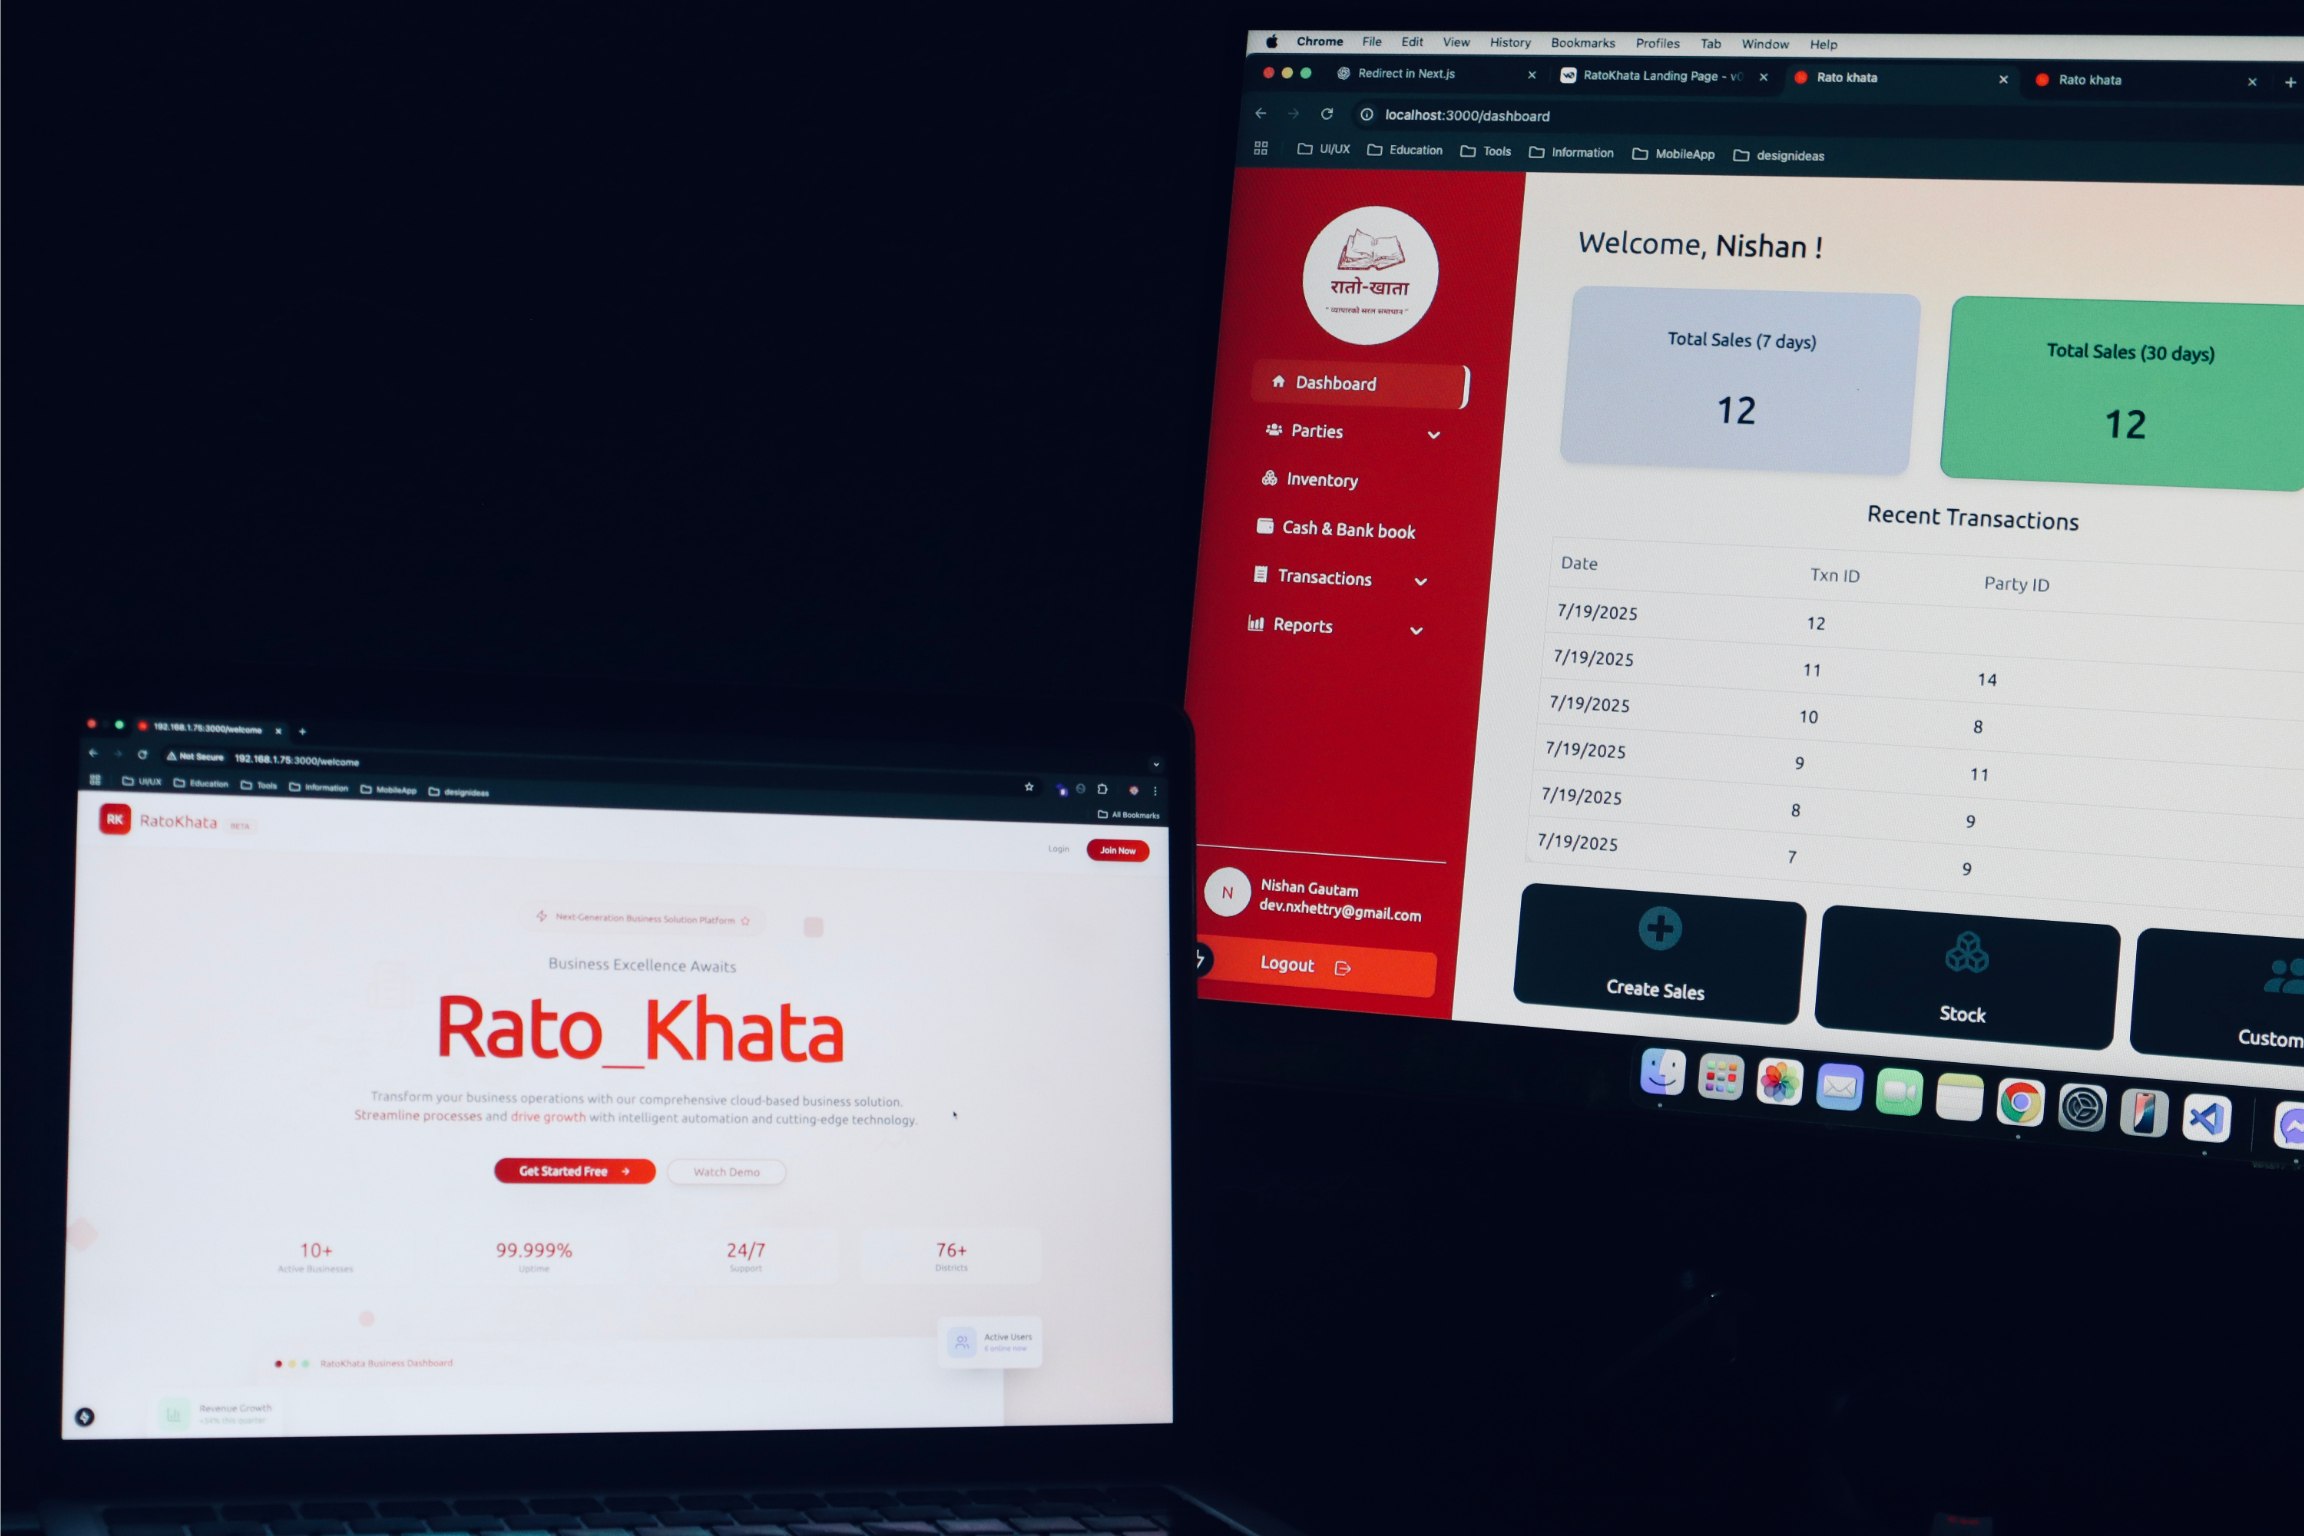 Chrome File Edit View History Bookmarks Profiles Tab Window Help
Redirect in Next.js
RatoKhata Landing Page - v0
Rato khata
Rato khata
localhost:3000/dashboard
UI/UX Education Tools Information MobileApp designideas
रातो-खाता
" व्यापारको सरल समाधान "
Dashboard
Parties
Inventory
Cash & Bank book
Transactions
Reports
N
Nishan Gautam
dev.nxhettry@gmail.com
Logout
Welcome, Nishan !
Total Sales (7 days)
12
Total Sales (30 days)
12
Recent Transactions
Date Txn ID Party ID
7/19/2025 12
7/19/2025 11 14
7/19/2025 10 8
7/19/2025 9 11
7/19/2025 8 9
7/19/2025 7 9
Create Sales
Stock
Custom
192.168.1.75:3000/welcome
Not Secure 192.168.1.75:3000/welcome
UI/UX Education Tools Information MobileApp designideas
All Bookmarks
RK RatoKhata BETA
Login Join Now
Next-Generation Business Solution Platform
Business Excellence Awaits
Rato_Khata
Transform your business operations with our comprehensive cloud-based business solution.
Streamline processes and drive growth with intelligent automation and cutting-edge technology.
Get Started Free
Watch Demo
10+ 99.999% 24/7 76+
Active Businesses Uptime Support Districts
Active Users
6 online now
RatoKhata Business Dashboard
Revenue Growth
this quarter